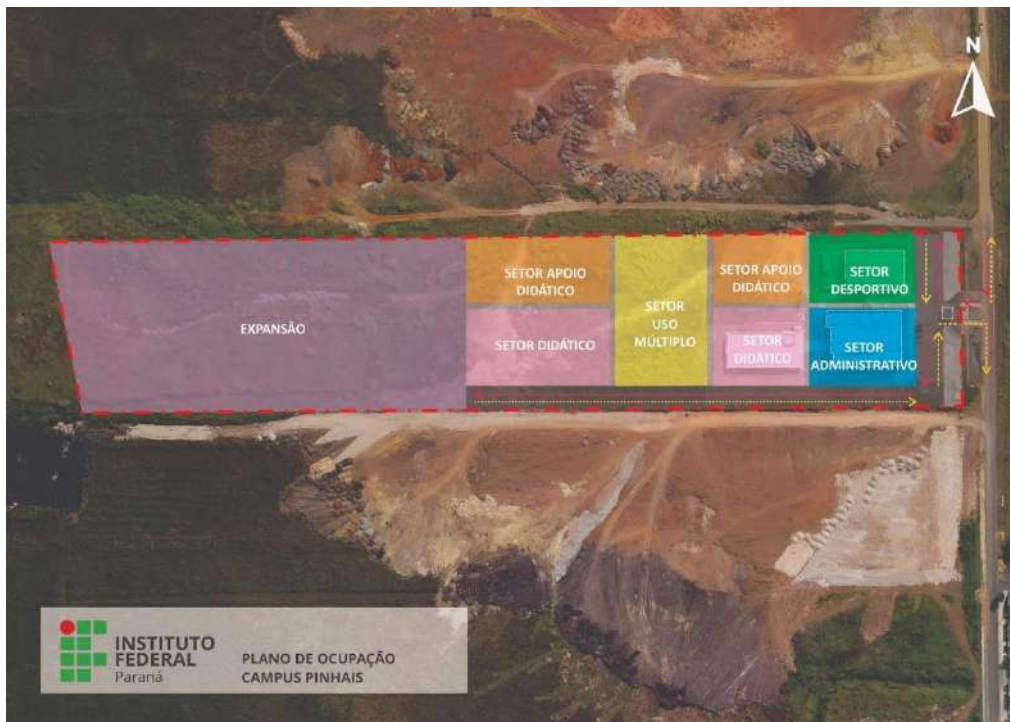 N
SETOR APOIO
DIDÁTICO
SETOR APOIO
DIDÁTICO
SETOR
DESPORTIVO
EXPANSÃO
SETOR
USO
MÚLTIPLO
SETOR DIDÁTICO
SETOR
DIDÁTICO
SETOR
ADMINISTRATIVO
INSTITUTO
FEDERAL
Paraná
PLANO DE OCUPAÇÃO
CAMPUS PINHAIS